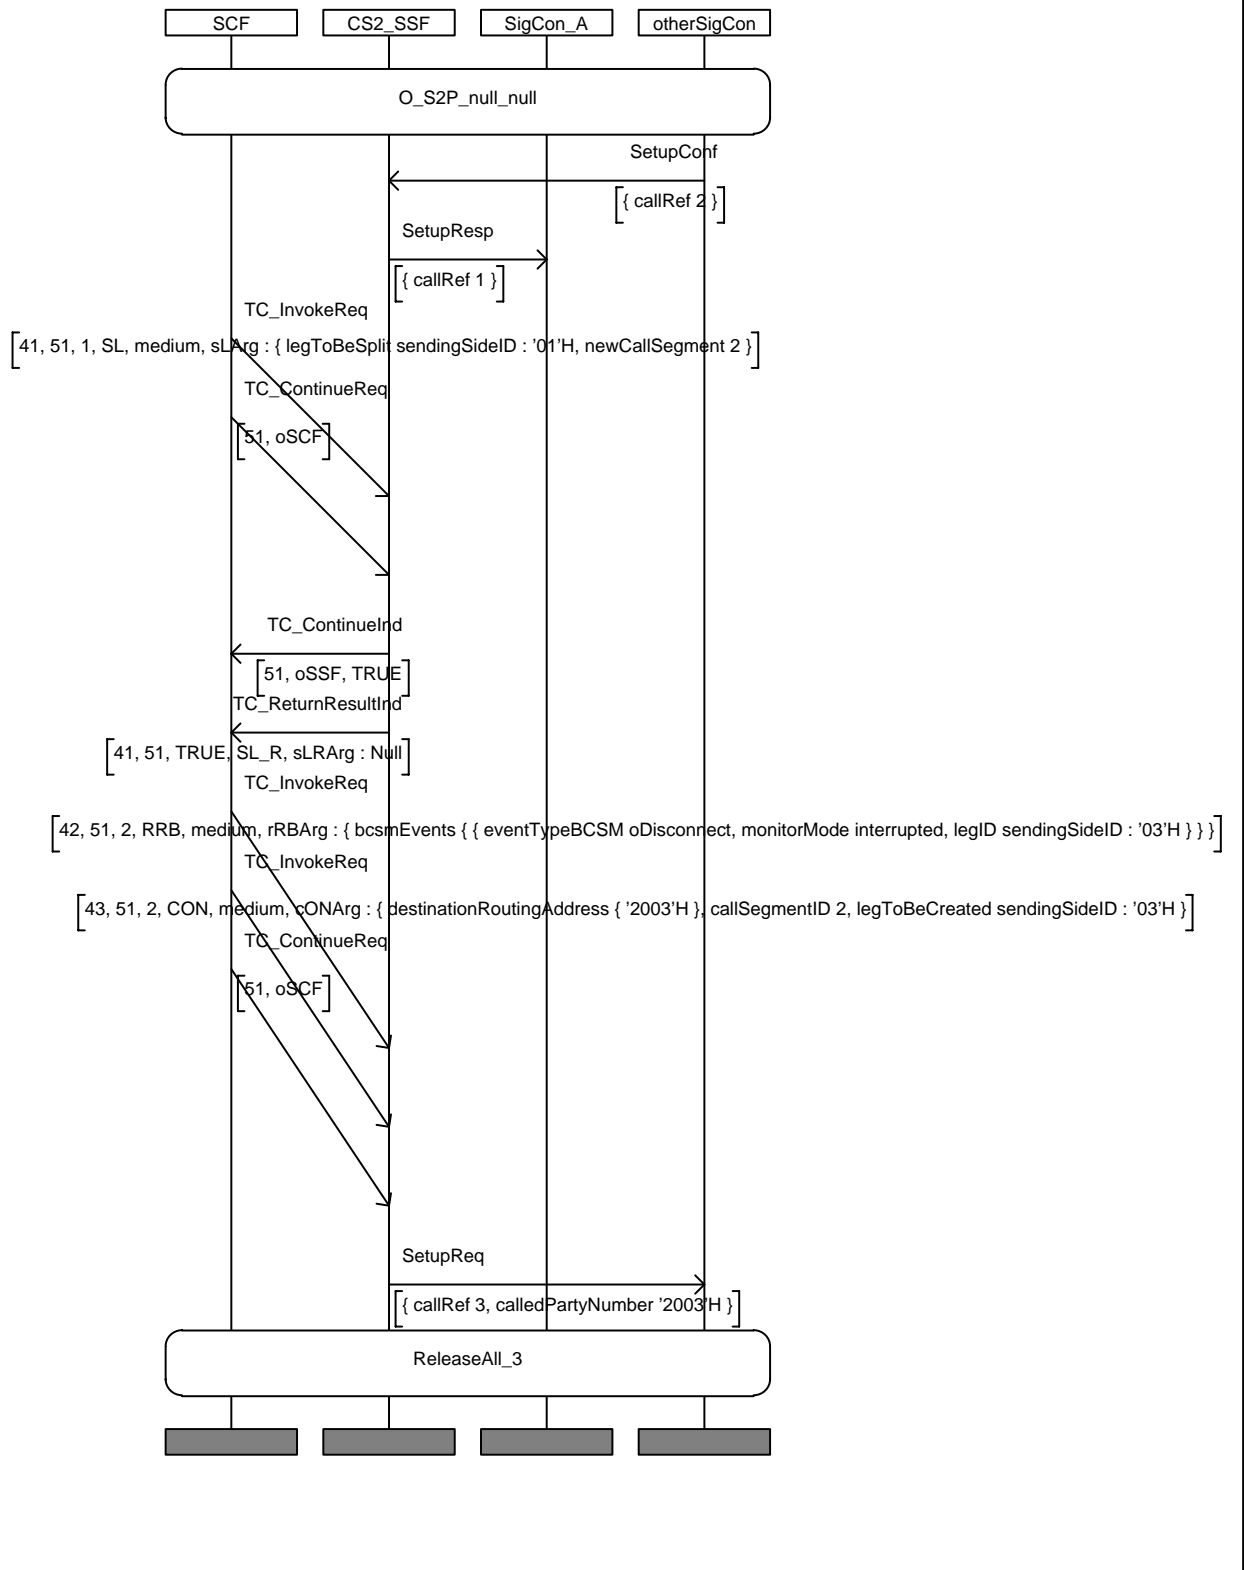 SCF CS2_SSF SigCon_A otherSigCon
O_S2P_null_null
SetupConf
{ callRef 2 }
SetupResp
{ callRef 1 }
TC_InvokeReq
41, 51, 1, SL, medium, sLArg : { legToBeSplit sendingSideID : '01'H, newCallSegment 2 }
TC_ContinueReq
51, oSCF
TC_ContinueInd
51, oSSF, TRUE
TC_ReturnResultInd
41, 51, TRUE, SL_R, sLRArg : Null
TC_InvokeReq
42, 51, 2, RRB, medium, rRBArg : { bcsmEvents { { eventTypeBCSM oDisconnect, monitorMode interrupted, legID sendingSideID : '03'H } } }
TC_InvokeReq
43, 51, 2, CON, medium, cONArg : { destinationRoutingAddress { '2003'H }, callSegmentID 2, legToBeCreated sendingSideID : '03'H }
TC_ContinueReq
51, oSCF
SetupReq
{ callRef 3, calledPartyNumber '2003'H }
ReleaseAll_3